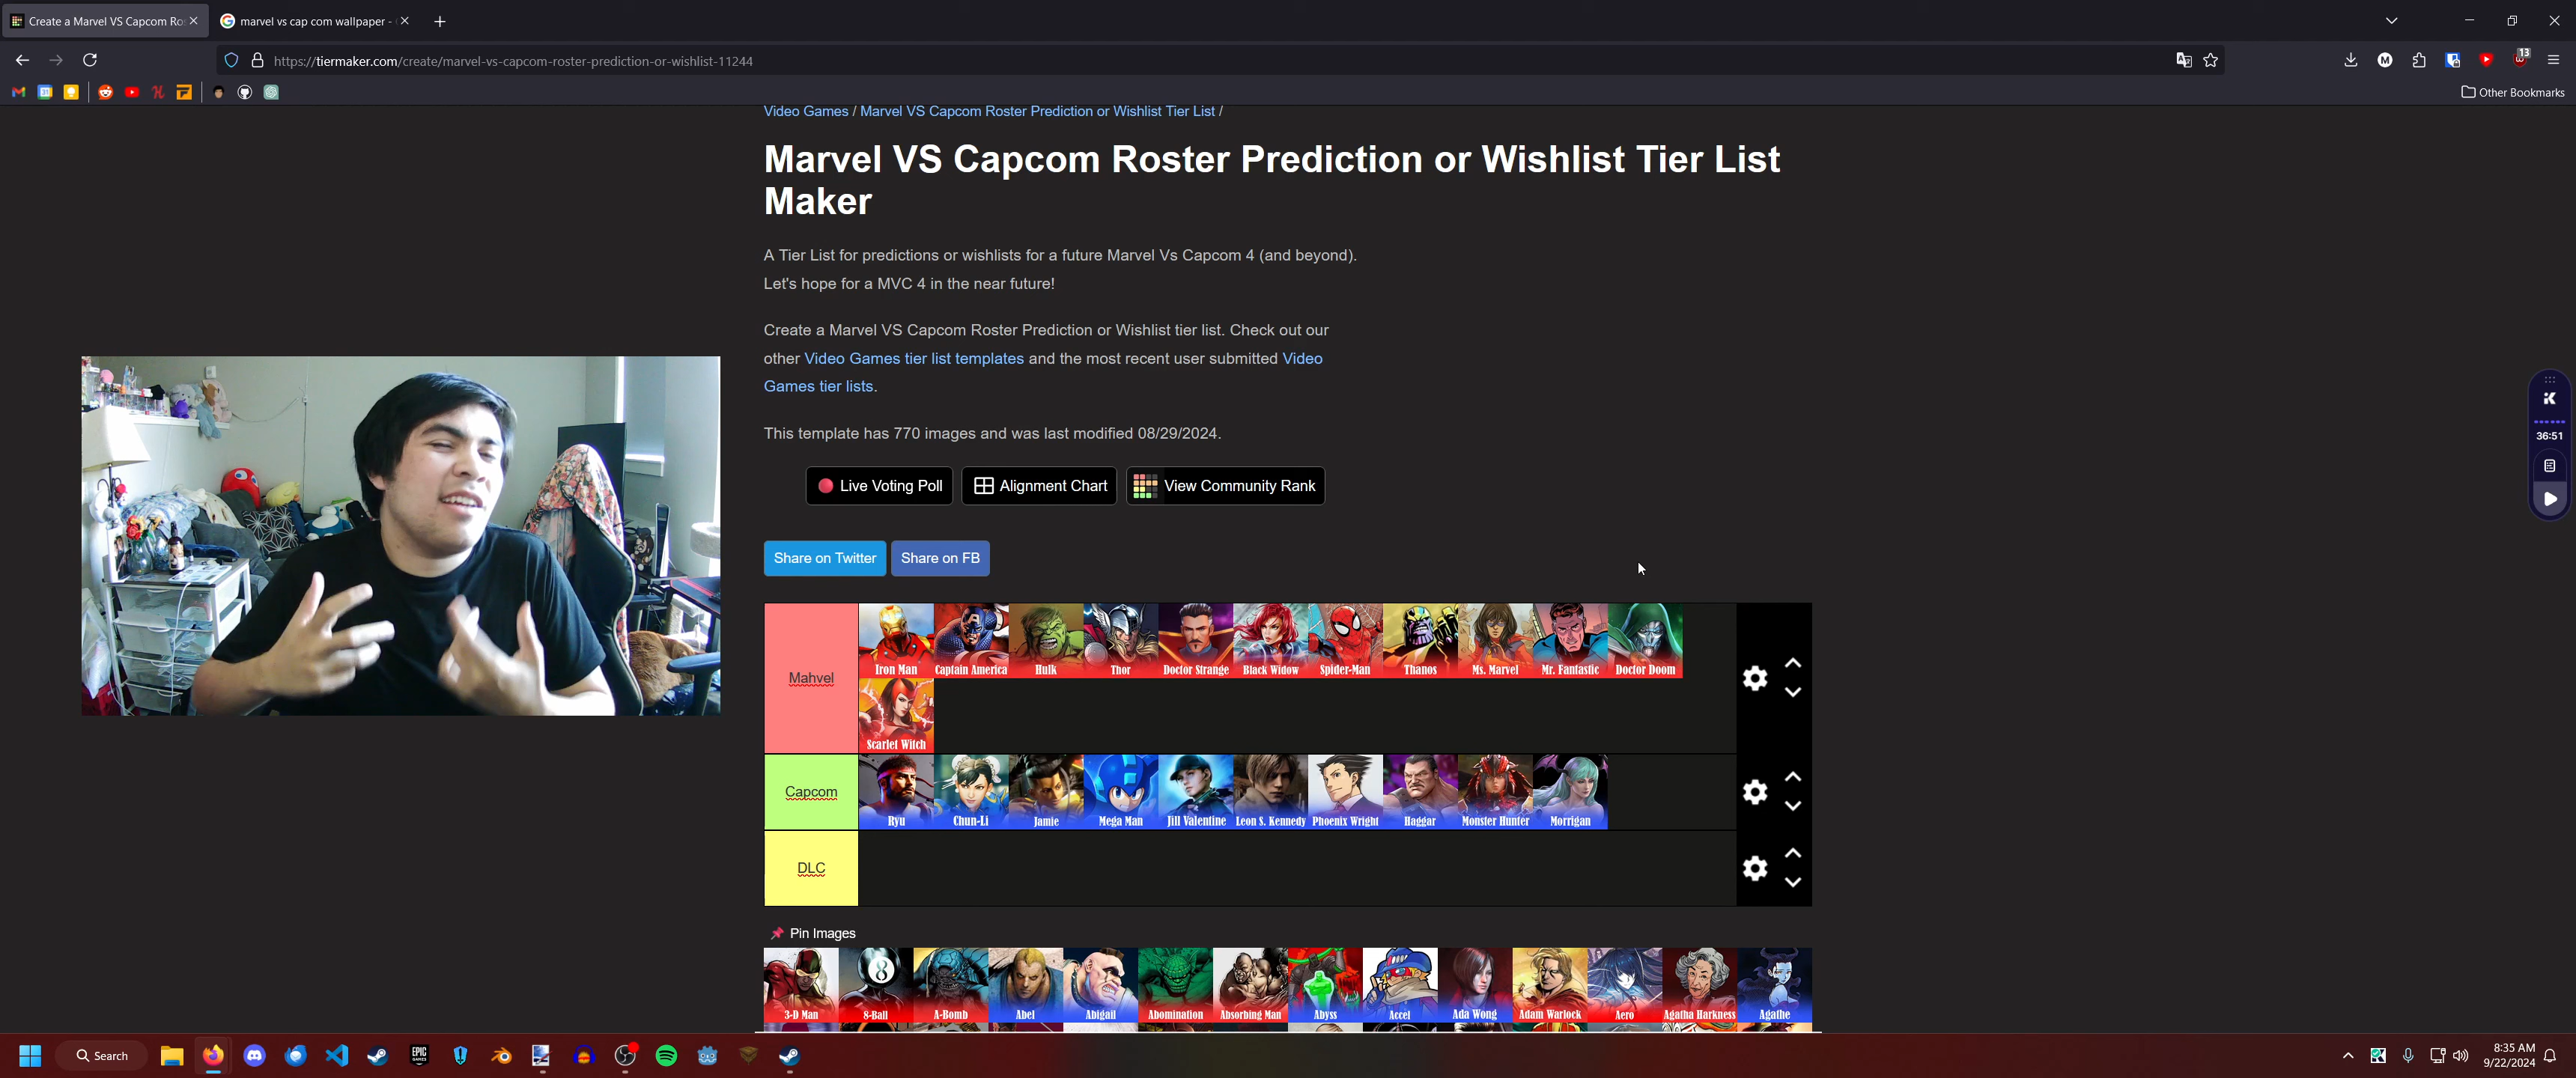 Create a Marvel VS Capcom Ro
marvel vs cap com wallpaper -
https://tiermaker.com/create/marvel-vs-capcom-roster-prediction-or-wishlist-11244
13
Other Bookmarks
Video Games / Marvel VS Capcom Roster Prediction or Wishlist Tier List /
Marvel VS Capcom Roster Prediction or Wishlist Tier List
Maker
A Tier List for predictions or wishlists for a future Marvel Vs Capcom 4 (and beyond).
Let's hope for a MVC 4 in the near future!
Create a Marvel VS Capcom Roster Prediction or Wishlist tier list. Check out our
other Video Games tier list templates and the most recent user submitted Video
Games tier lists.
This template has 770 images and was last modified 08/29/2024.
Live Voting Poll
Alignment Chart
View Community Rank
36:51
Share on Twitter
Share on FB
Mahvel
Iron Man
Captain America
Hulk
Thor
Doctor Strange
Black Widow
Spider-Man
Thanos
Ms. Marvel
Mr. Fantastic
Doctor Doom
Scarlet Witch
Capcom
Ryu
Chun-Li
Jamie
Mega Man
Jill Valentine
Leon S. Kennedy
Phoenix Wright
Haggar
Monster Hunter
Morrigan
DLC
Pin Images
3-D Man
8-Ball
A-Bomb
Abel
Abigail
Abomination
Absorbing Man
Abyss
Accel
Ada Wong
Adam Warlock
Aero
Agatha Harkness
Agathe
Search
EPIC
GAMES
8:35 AM
9/22/2024